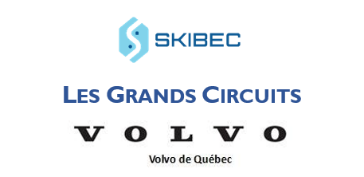 SKIBEC
LES GRANDS CIRCUITS
VOLVO
Volvo de Québec